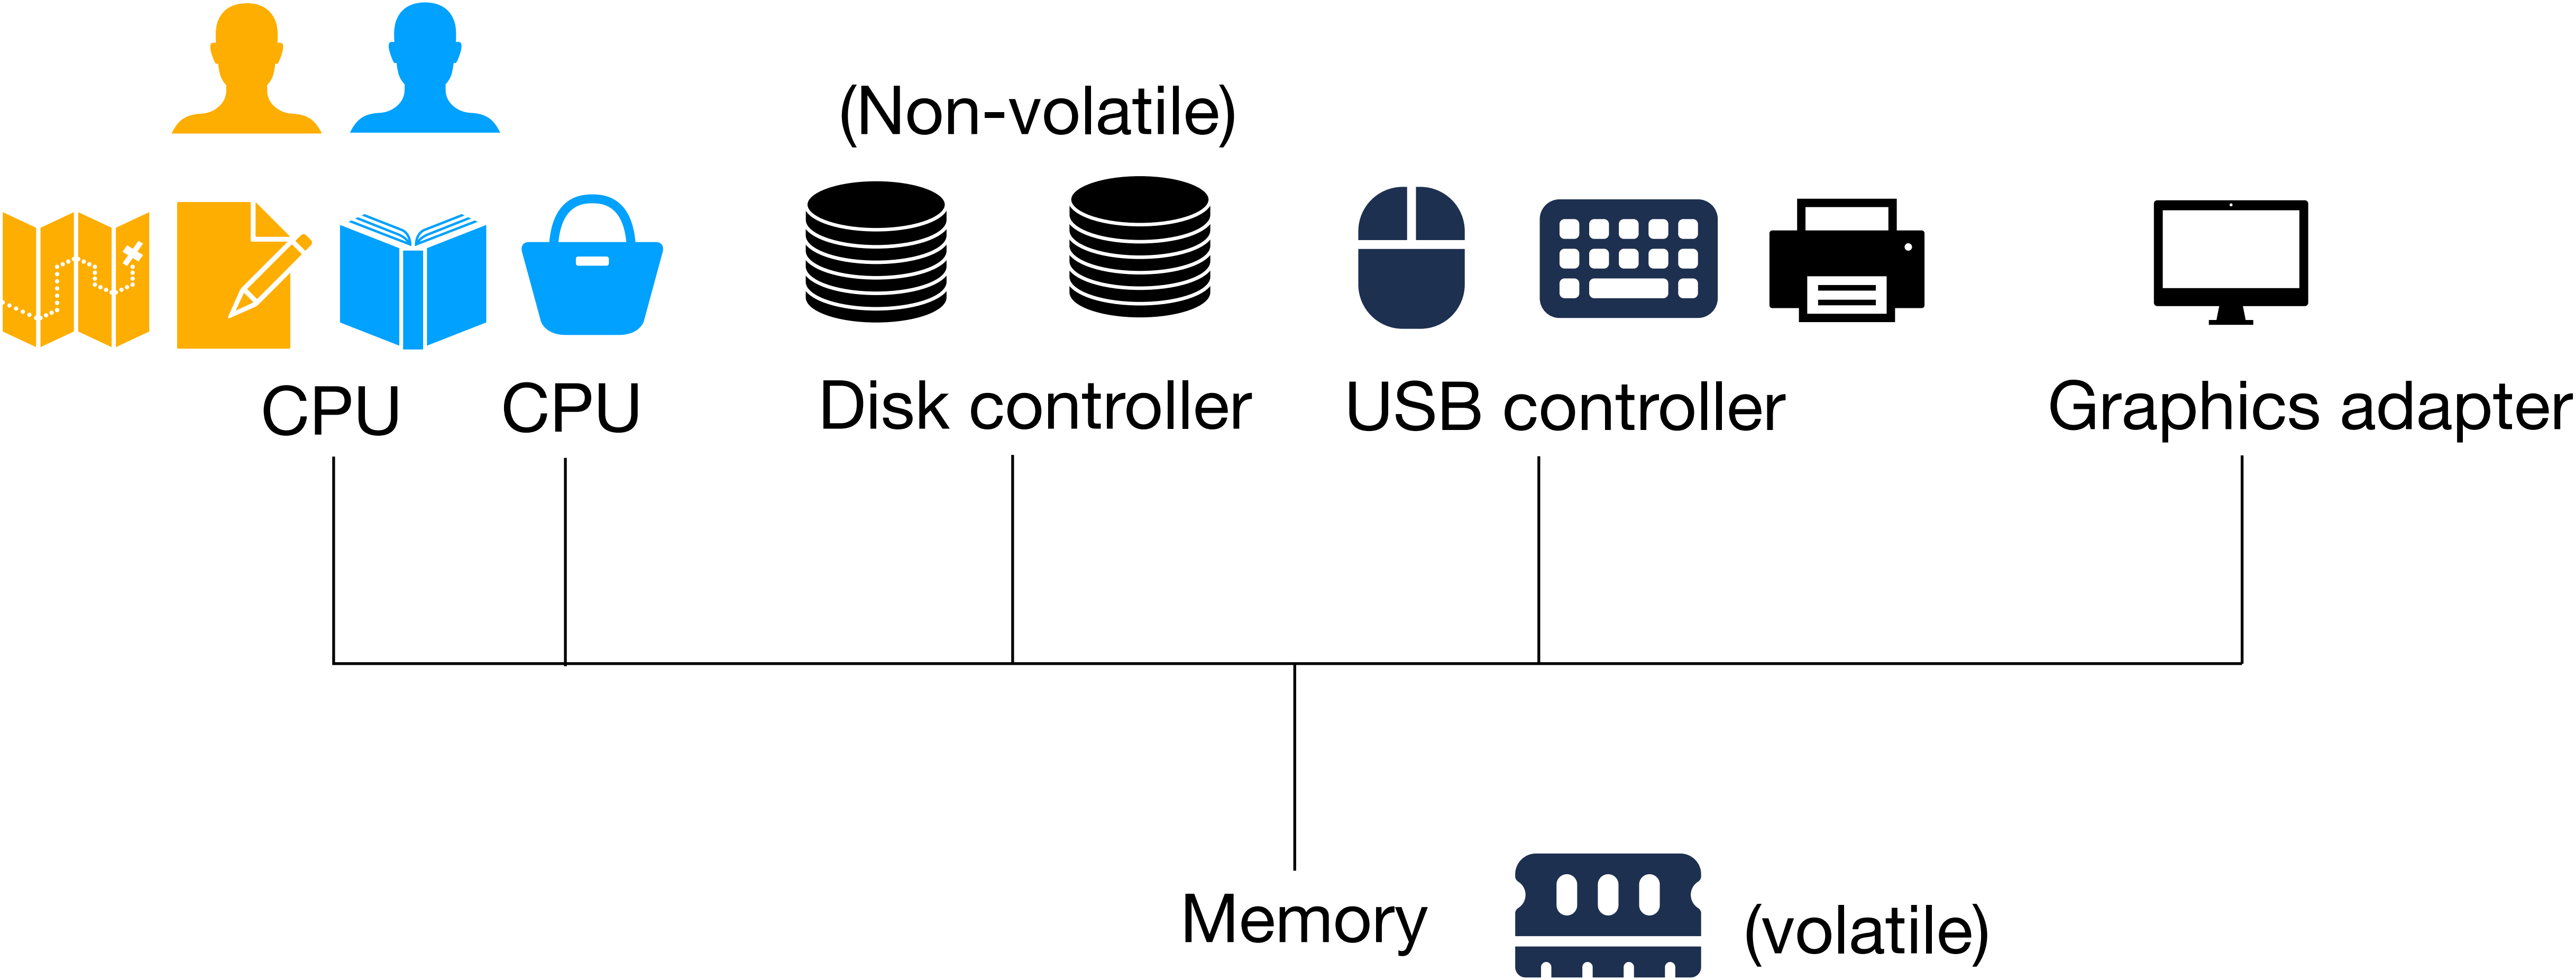 (Non-volatile)
CPU
CPU
Disk controller
USB controller
Graphics adapter
Memory
(volatile)